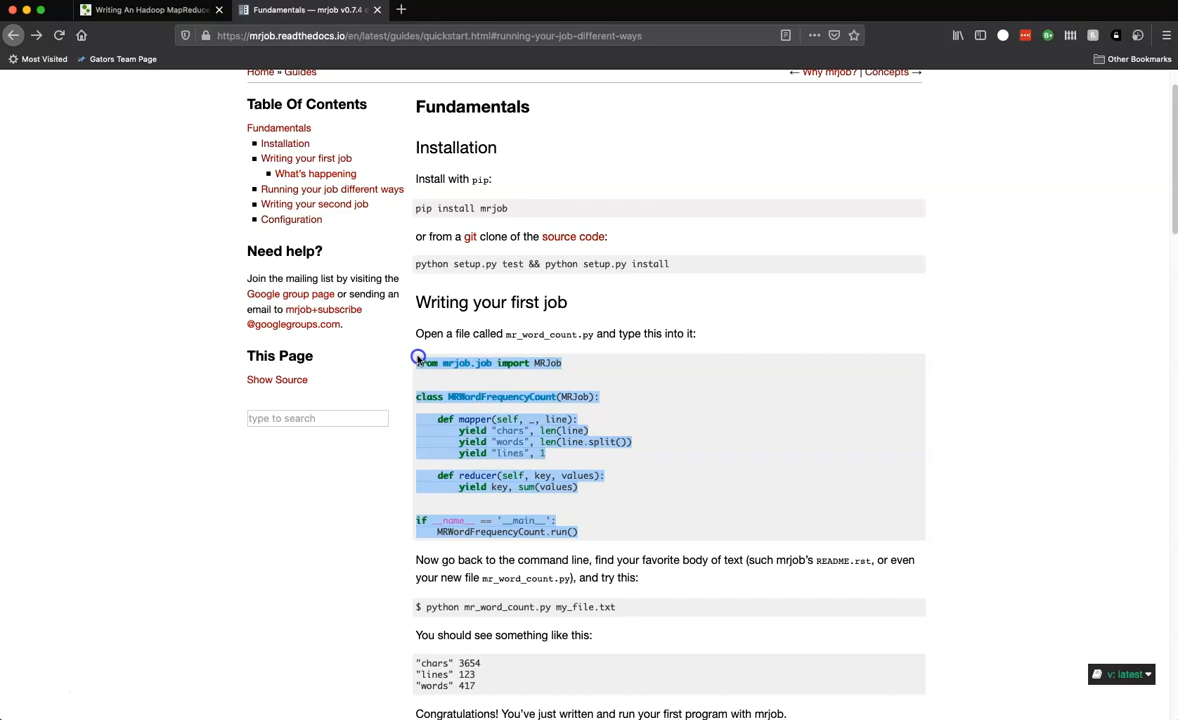 Writing An Hadoop MapReduce
Fundamentals — mrjob v0.7.4
https://mrjob.readthedocs.io/en/latest/guides/quickstart.html#running-your-job-different-ways
Most Visited
Gators Team Page
Other Bookmarks
Home » Guides
← Why mrjob? | Concepts →
Table Of Contents
Fundamentals
Installation
Writing your first job
What's happening
Running your job different ways
Writing your second job
Configuration
Need help?
Join the mailing list by visiting the
Google group page or sending an
email to mrjob+subscribe
@googlegroups.com.
This Page
Show Source
type to search
Fundamentals
Installation
Install with pip:
pip install mrjob
or from a git clone of the source code:
python setup.py test && python setup.py install
Writing your first job
Open a file called mr_word_count.py and type this into it:
from mrjob.job import MRJob
class MRWordFrequencyCount(MRJob):
def mapper(self, _, line):
yield "chars", len(line)
yield "words", len(line.split())
yield "lines", 1
def reducer(self, key, values):
yield key, sum(values)
if __name__ == '__main__':
MRWordFrequencyCount.run()
Now go back to the command line, find your favorite body of text (such mrjob's README.rst, or even
your new file mr_word_count.py), and try this:
$ python mr_word_count.py my_file.txt
You should see something like this:
"chars" 3654
"lines" 123
"words" 417
Congratulations! You've just written and run your first program with mrjob.
v: latest